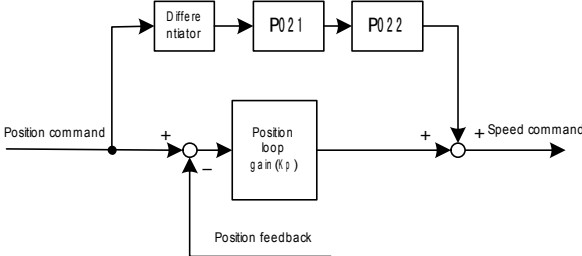 Differe
ntiator
P021
P022
Position command
+
−
Position
loop
gain(Kp)
+
+
Speed command
Position feedback